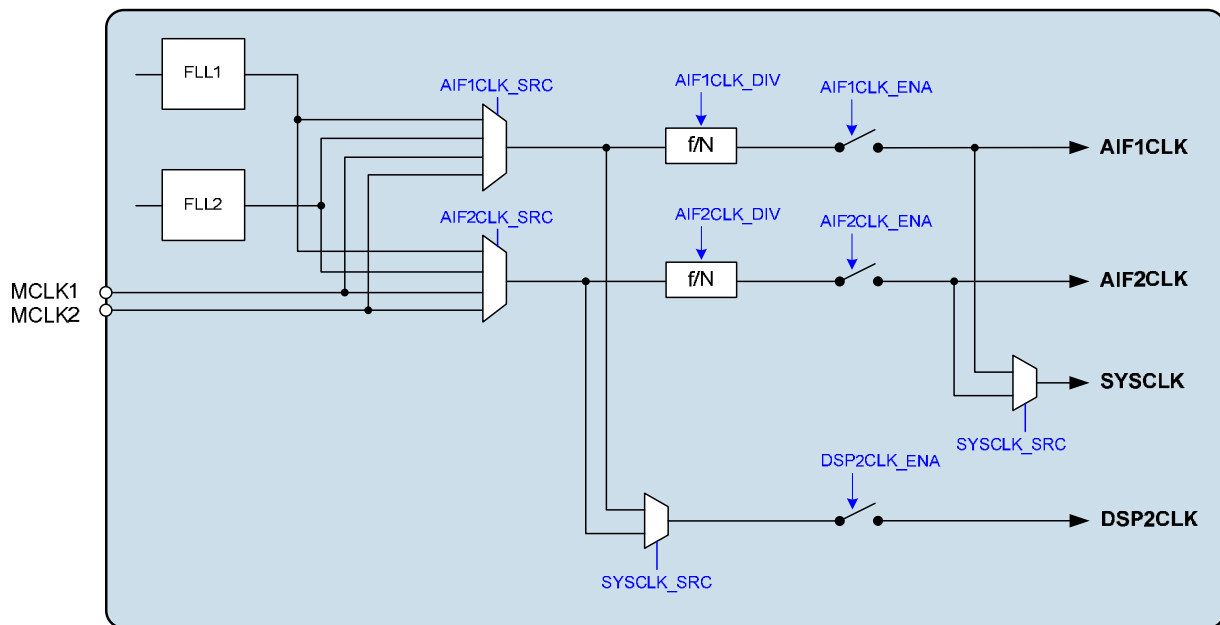 FLL1
AIF1CLK_SRC
AIF1CLK_DIV
AIF1CLK_ENA
f/N
AIF1CLK
FLL2
AIF2CLK_SRC
AIF2CLK_DIV
AIF2CLK_ENA
MCLK1
MCLK2
f/N
AIF2CLK
SYSCLK
SYSCLK_SRC
DSP2CLK_ENA
DSP2CLK
SYSCLK_SRC